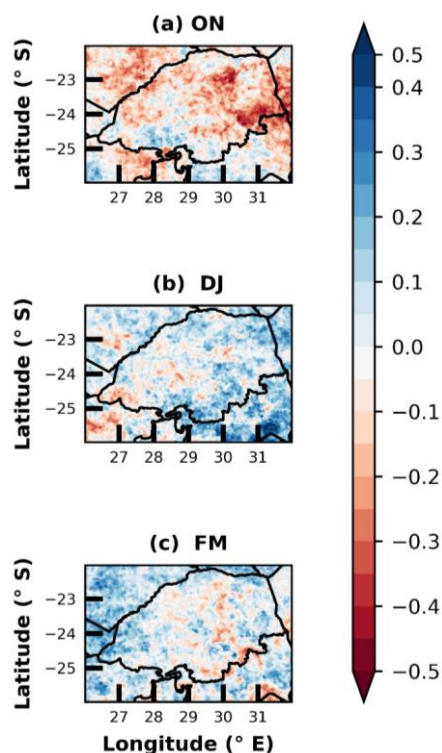 (a) ON
Latitude (° S)
−23
−24
−25
27 28 29 30 31
(b) DJ
Latitude (° S)
−23
−24
−25
27 28 29 30 31
(c) FM
Latitude (° S)
−23
−24
−25
27 28 29 30 31
Longitude (° E)
0.5
0.4
0.3
0.2
0.1
0.0
−0.1
−0.2
−0.3
−0.4
−0.5